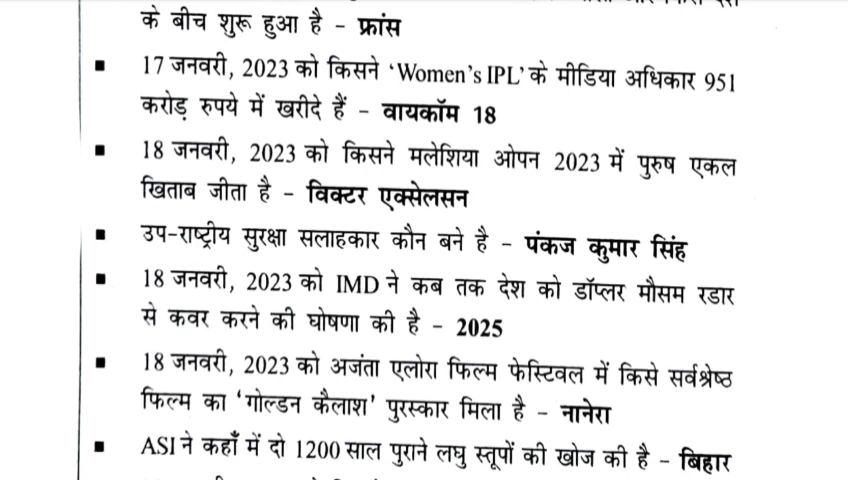 के बीच शुरू हुआ है - फ्रांस
▪ 17 जनवरी, 2023 को किसने ‘Women’s IPL’ के मीडिया अधिकार 951
करोड़ रुपये में खरीदे हैं - वायकॉम 18
▪ 18 जनवरी, 2023 को किसने मलेशिया ओपन 2023 में पुरुष एकल
खिताब जीता है - विक्टर एक्सेलसन
▪ उप-राष्ट्रीय सुरक्षा सलाहकार कौन बने है - पंकज कुमार सिंह
▪ 18 जनवरी, 2023 को IMD ने कब तक देश को डॉप्लर मौसम रडार
से कवर करने की घोषणा की है - 2025
▪ 18 जनवरी, 2023 को अजंता एलोरा फिल्म फेस्टिवल में किसे सर्वश्रेष्ठ
फिल्म का ‘गोल्डन कैलाश’ पुरस्कार मिला है - नानेरा
▪ ASI ने कहाँ में दो 1200 साल पुराने लघु स्तूपों की खोज की है - बिहार